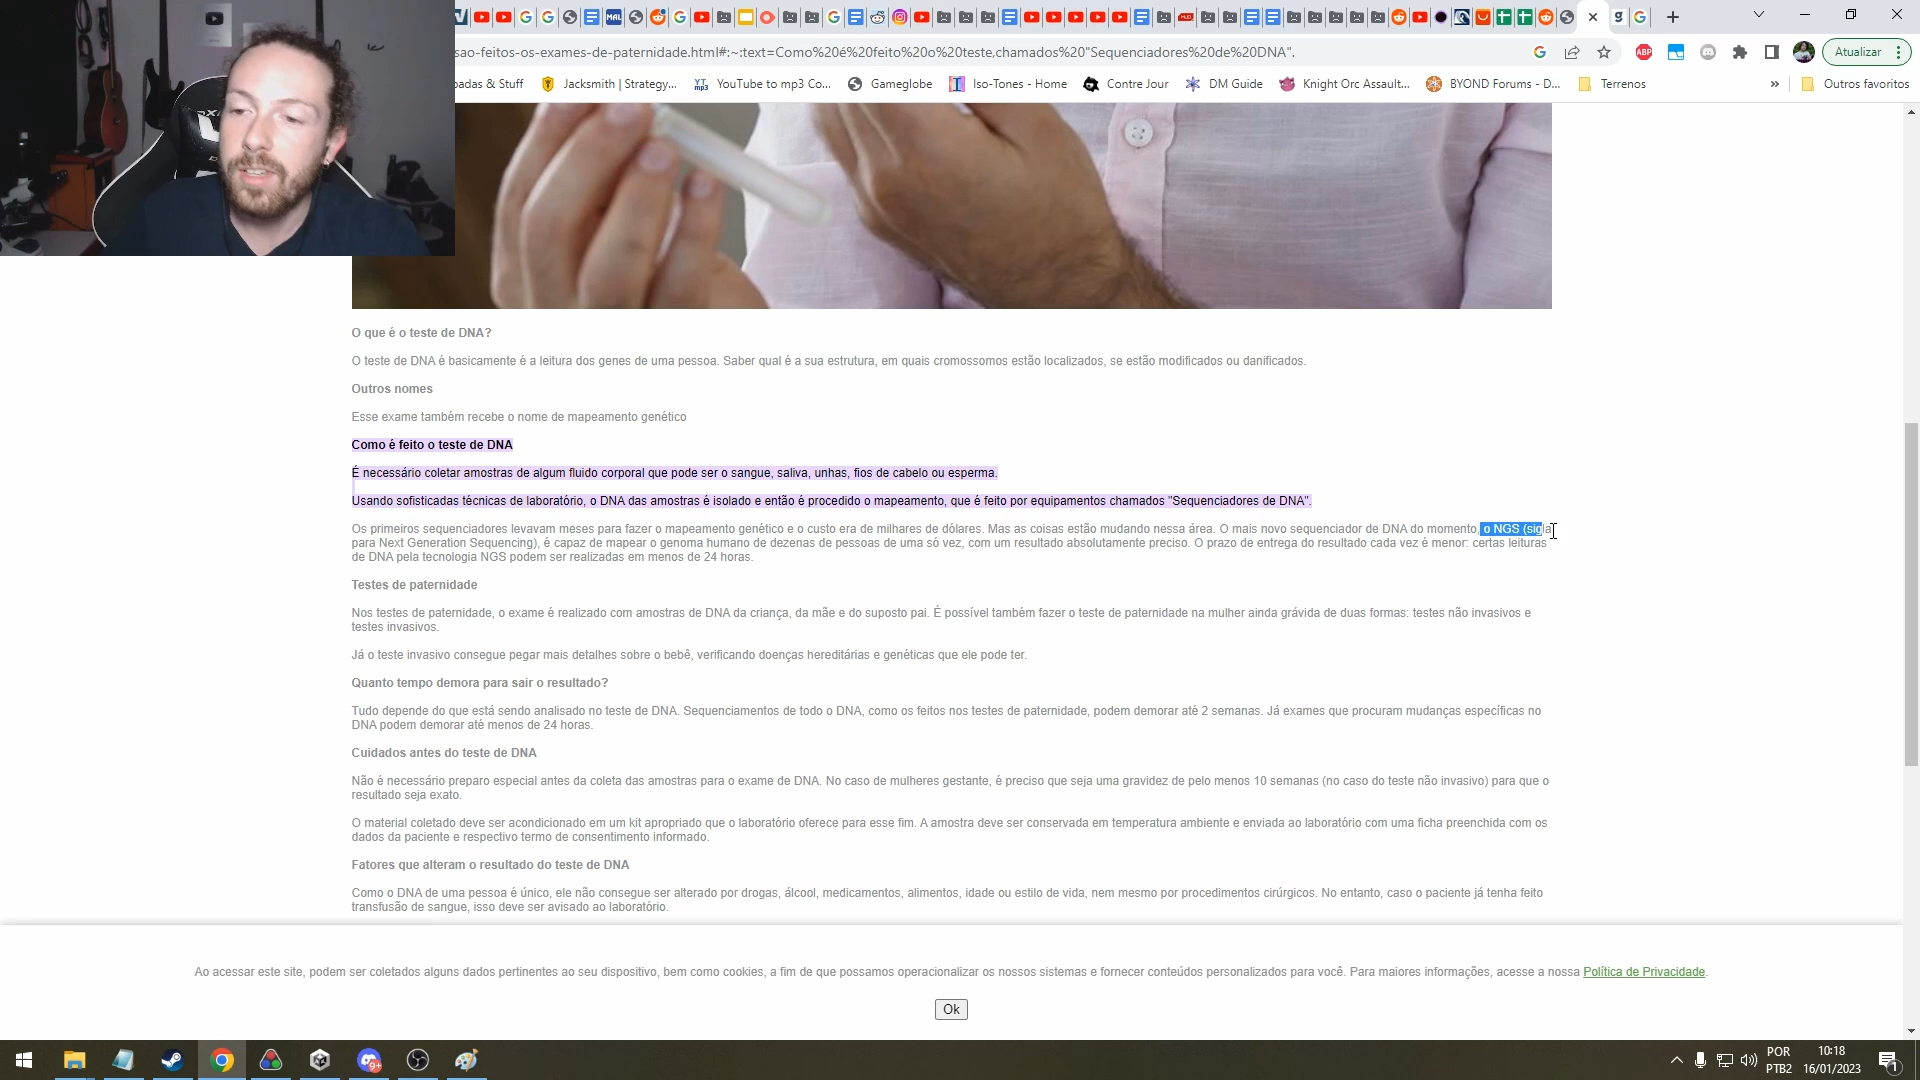 sao-feitos-os-exames-de-paternidade.html#:~:text=Como%20é%20feito%20o%20teste,chamados%20"Sequenciadores%20de%20DNA".
Atualizar
padas & Stuff
Jacksmith | Strategy...
YouTube to mp3 Co...
Gameglobe
Iso-Tones - Home
Contre Jour
DM Guide
Knight Orc Assault...
BYOND Forums - D...
Terrenos
»
Outros favoritos
O que é o teste de DNA?
O teste de DNA é basicamente é a leitura dos genes de uma pessoa. Saber qual é a sua estrutura, em quais cromossomos estão localizados, se estão modificados ou danificados.
Outros nomes
Esse exame também recebe o nome de mapeamento genético
Como é feito o teste de DNA
É necessário coletar amostras de algum fluido corporal que pode ser o sangue, saliva, unhas, fios de cabelo ou esperma.
Usando sofisticadas técnicas de laboratório, o DNA das amostras é isolado e então é procedido o mapeamento, que é feito por equipamentos chamados "Sequenciadores de DNA".
Os primeiros sequenciadores levavam meses para fazer o mapeamento genético e o custo era de milhares de dólares. Mas as coisas estão mudando nessa área. O mais novo sequenciador de DNA do momento, o NGS (sigla
para Next Generation Sequencing), é capaz de mapear o genoma humano de dezenas de pessoas de uma só vez, com um resultado absolutamente preciso. O prazo de entrega do resultado cada vez é menor: certas leituras
de DNA pela tecnologia NGS podem ser realizadas em menos de 24 horas.
Testes de paternidade
Nos testes de paternidade, o exame é realizado com amostras de DNA da criança, da mãe e do suposto pai. É possível também fazer o teste de paternidade na mulher ainda grávida de duas formas: testes não invasivos e
testes invasivos.
Já o teste invasivo consegue pegar mais detalhes sobre o bebê, verificando doenças hereditárias e genéticas que ele pode ter.
Quanto tempo demora para sair o resultado?
Tudo depende do que está sendo analisado no teste de DNA. Sequenciamentos de todo o DNA, como os feitos nos testes de paternidade, podem demorar até 2 semanas. Já exames que procuram mudanças específicas no
DNA podem demorar até menos de 24 horas.
Cuidados antes do teste de DNA
Não é necessário preparo especial antes da coleta das amostras para o exame de DNA. No caso de mulheres gestante, é preciso que seja uma gravidez de pelo menos 10 semanas (no caso do teste não invasivo) para que o
resultado seja exato.
O material coletado deve ser acondicionado em um kit apropriado que o laboratório oferece para esse fim. A amostra deve ser conservada em temperatura ambiente e enviada ao laboratório com uma ficha preenchida com os
dados da paciente e respectivo termo de consentimento informado.
Fatores que alteram o resultado do teste de DNA
Como o DNA de uma pessoa é único, ele não consegue ser alterado por drogas, álcool, medicamentos, alimentos, idade ou estilo de vida, nem mesmo por procedimentos cirúrgicos. No entanto, caso o paciente já tenha feito
transfusão de sangue, isso deve ser avisado ao laboratório.
Ao acessar este site, podem ser coletados alguns dados pertinentes ao seu dispositivo, bem como cookies, a fim de que possamos operacionalizar os nossos sistemas e fornecer conteúdos personalizados para você. Para maiores informações, acesse a nossa Política de Privacidade.
Ok
POR
PTB2
10:18
16/01/2023